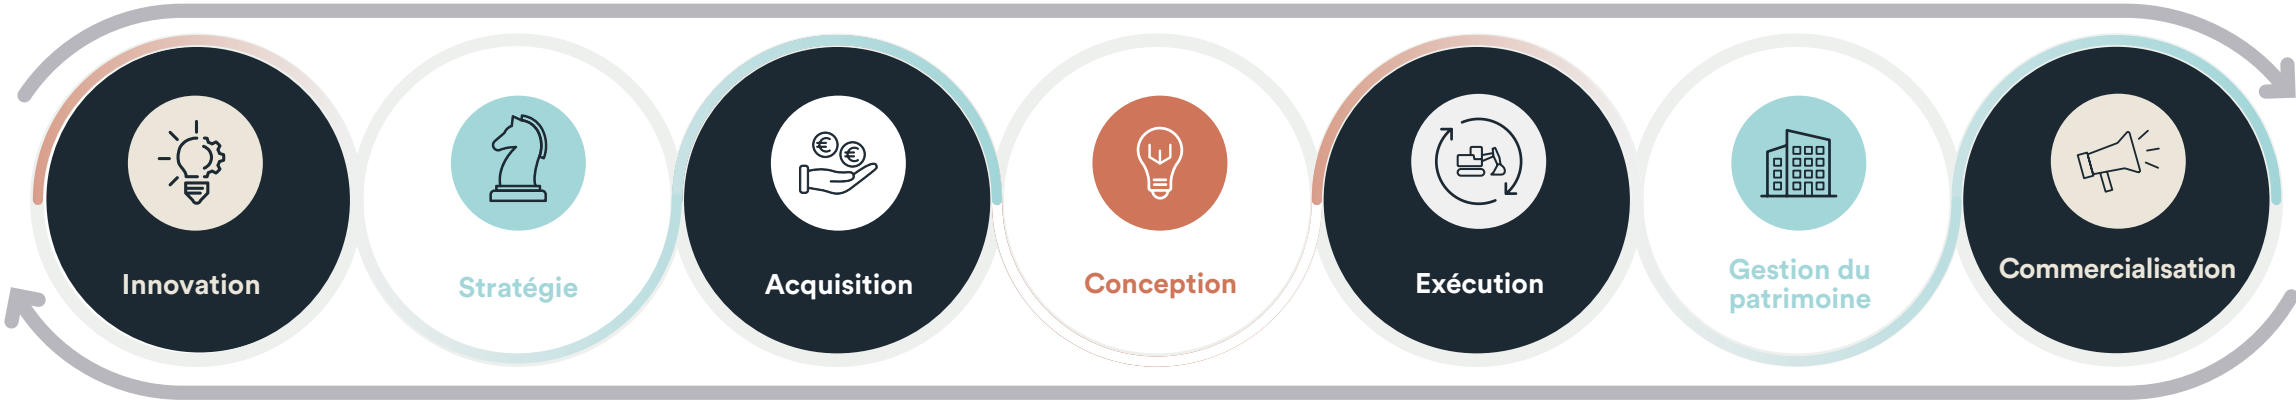 Innovation
Stratégie
Acquisition
Conception
Exécution
Gestion du
patrimoine
Commercialisation